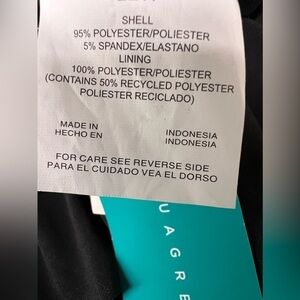 SHELL
95% POLYESTER/POLIESTER
5% SPANDEX/ELASTANO
LINING
100% POLYESTER/POLIESTER
(CONTAINS 50% RECYCLED POLYESTER
POLIESTER RECICLADO)
MADE IN INDONESIA
HECHO EN INDONESIA
FOR CARE SEE REVERSE SIDE
PARA EL CUIDADO VEA EL DORSO
UAGRE